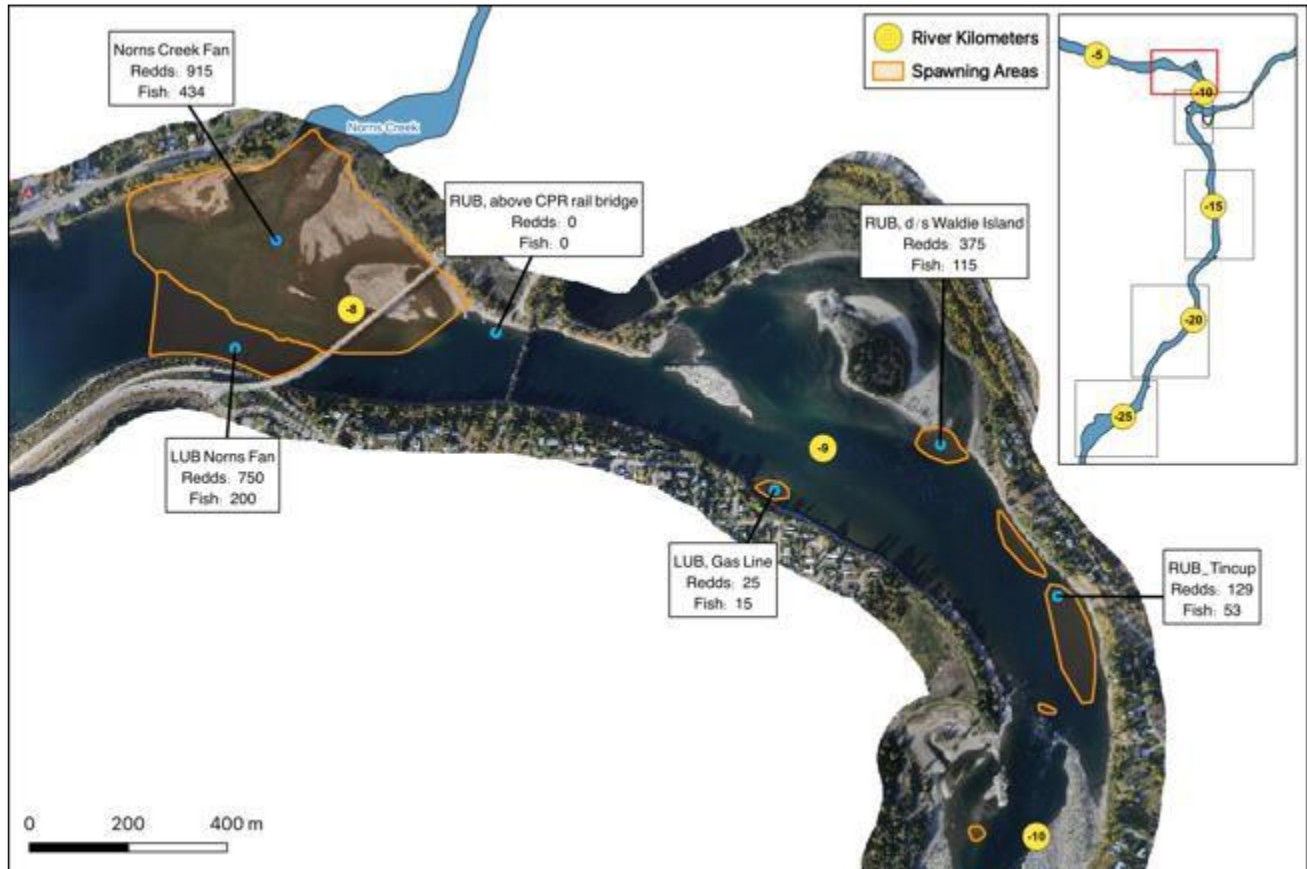 Norns Creek Fan
Redds: 915
Fish: 434
Norns Creek
RUB, above CPR rail bridge
Redds: 0
Fish: 0
RUB, d/s Waldie Island
Redds: 375
Fish: 115
River Kilometers
Spawning Areas
-5
-10
-15
-20
-25
-8
LUB Norns Fan
Redds: 750
Fish: 200
-9
LUB, Gas Line
Redds: 25
Fish: 15
RUB_Tincup
Redds: 129
Fish: 53
-10
0 200 400 m